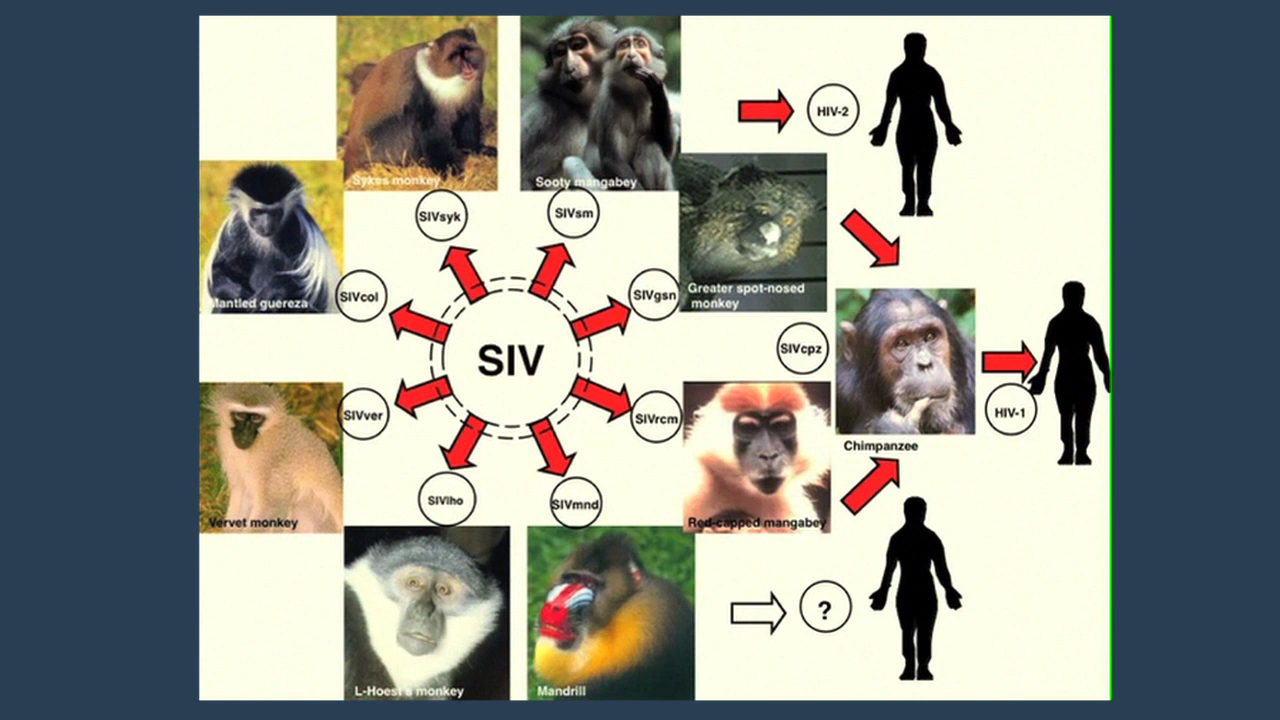 Sykes monkey
Sooty mangabey
HIV-2
SIVsyk
SIVsm
Mantled guereza
SIVcol
SIVgsn
Greater spot-nosed
monkey
SIV
SIVcpz
Chimpanzee
HIV-1
SIVver
SIVrcm
Vervet monkey
Red-capped mangabey
SIVlho
SIVmnd
L-Hoest's monkey
Mandrill
?